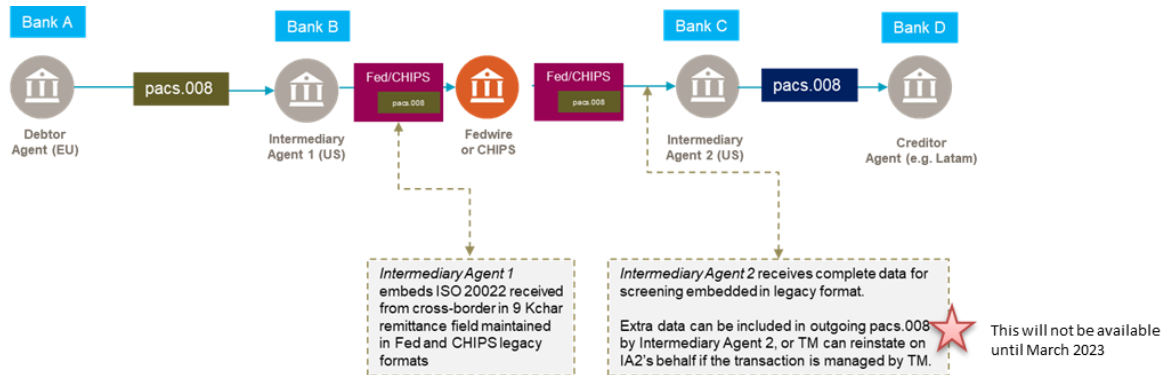 Bank A
Bank B
Bank C
Bank D
pacs.008
Fed/CHIPS
pacs.008
Fed/CHIPS
pacs.008
pacs.008
Debtor
Agent (EU)
Intermediary
Agent 1 (US)
Fedwire
or CHIPS
Intermediary
Agent 2 (US)
Creditor
Agent (e.g. Latam)
Intermediary Agent 1
embeds ISO 20022 received
from cross-border in 9 Kchar
remittance field maintained
in Fed and CHIPS legacy
formats
Intermediary Agent 2 receives complete data for
screening embedded in legacy format.
Extra data can be included in outgoing pacs.008
by Intermediary Agent 2, or TM can reinstate on
IA2's behalf if the transaction is managed by TM.
This will not be available
until March 2023